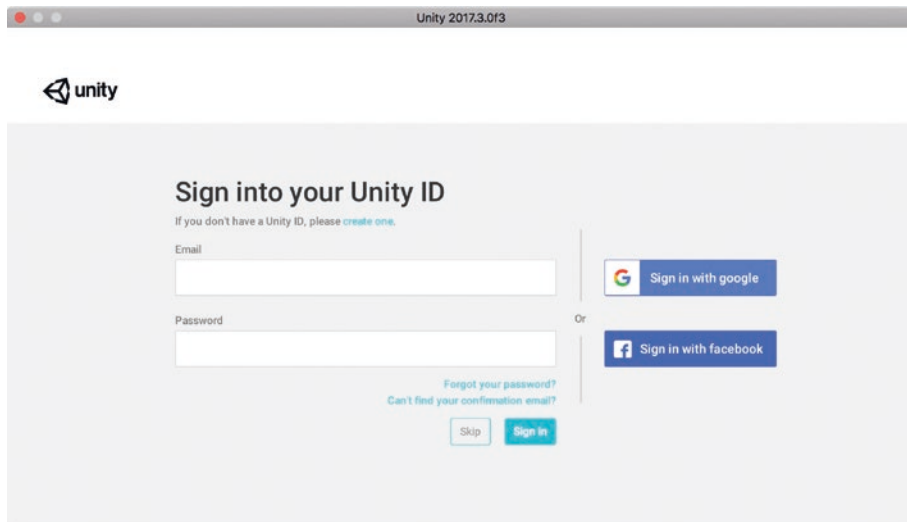 Unity 2017.3.0f3
unity
Sign into your Unity ID
If you don't have a Unity ID, please create one.
Email
Password
Forgot your password?
Can't find your confirmation email?
Skip
Sign in
Or
Sign in with google
Sign in with facebook